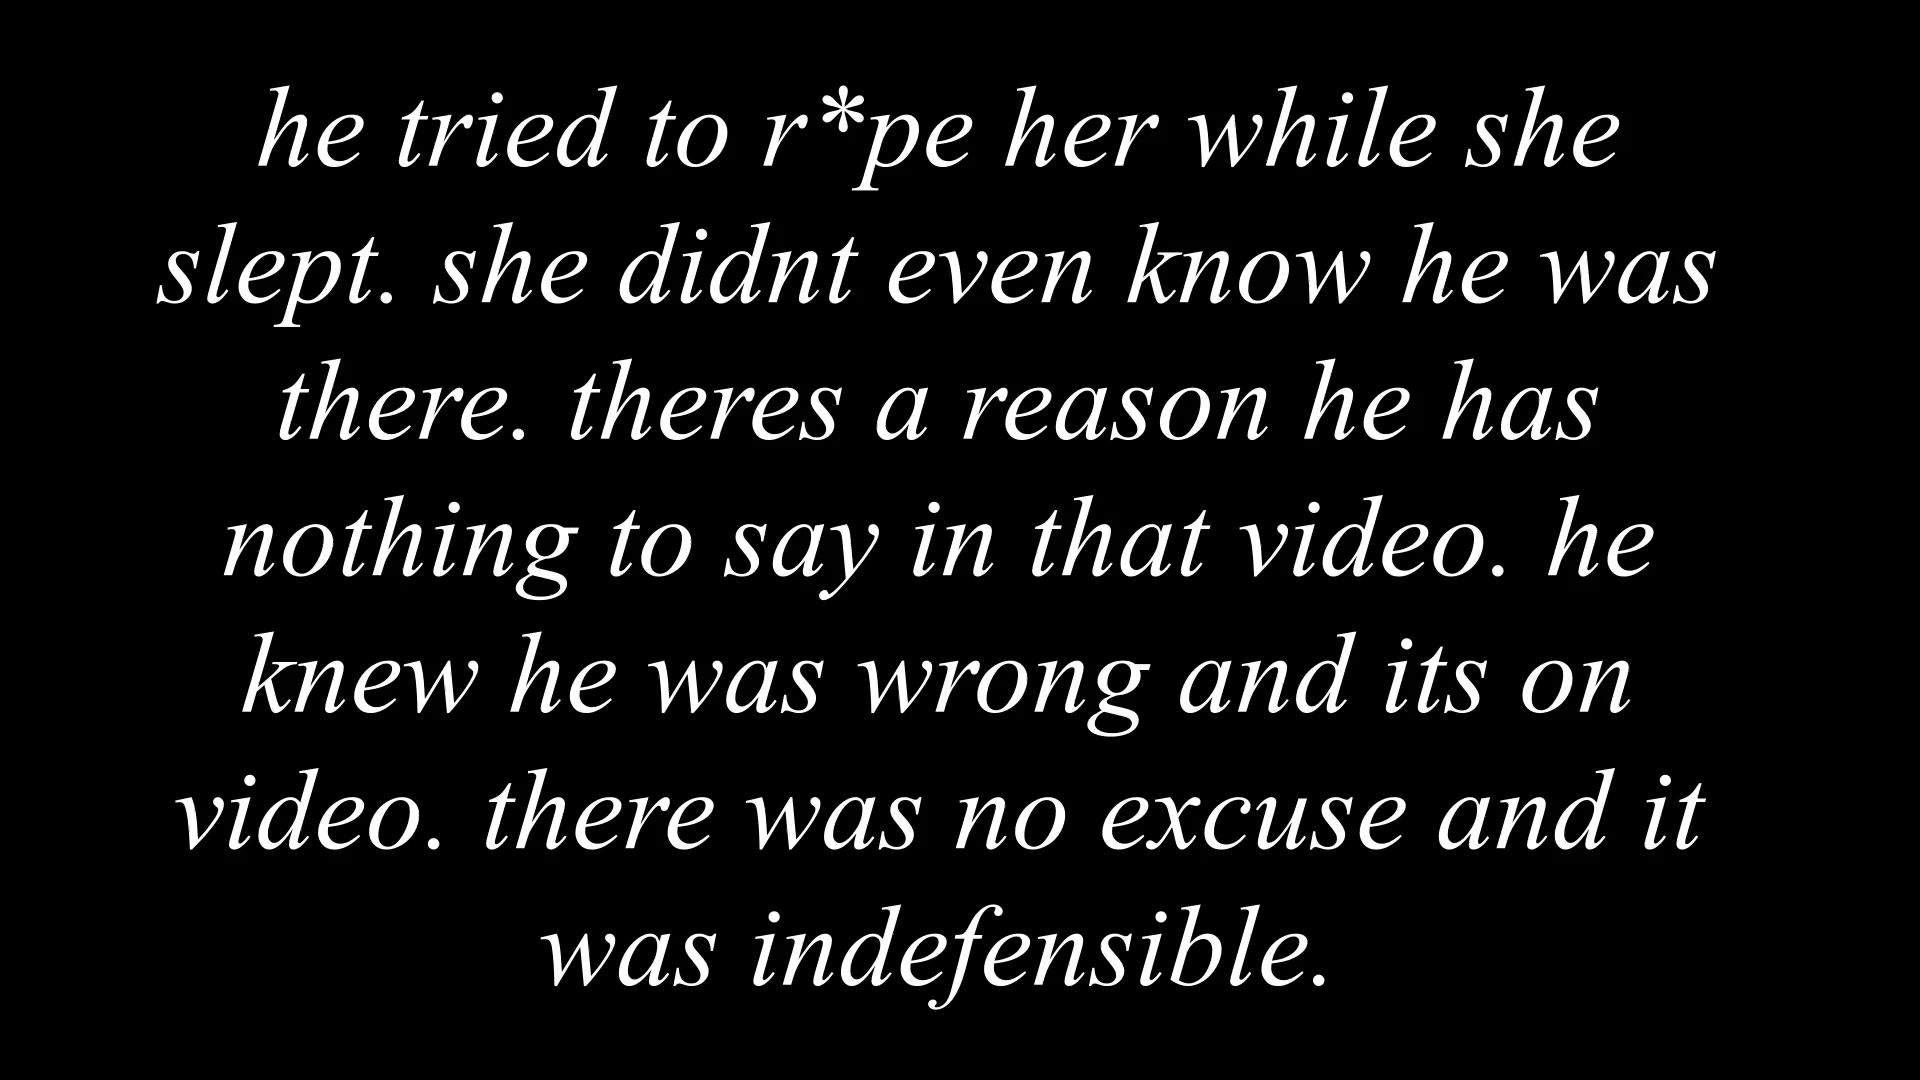 he tried to r*pe her while she
slept. she didnt even know he was
there. theres a reason he has
nothing to say in that video. he
knew he was wrong and its on
video. there was no excuse and it
was indefensible.